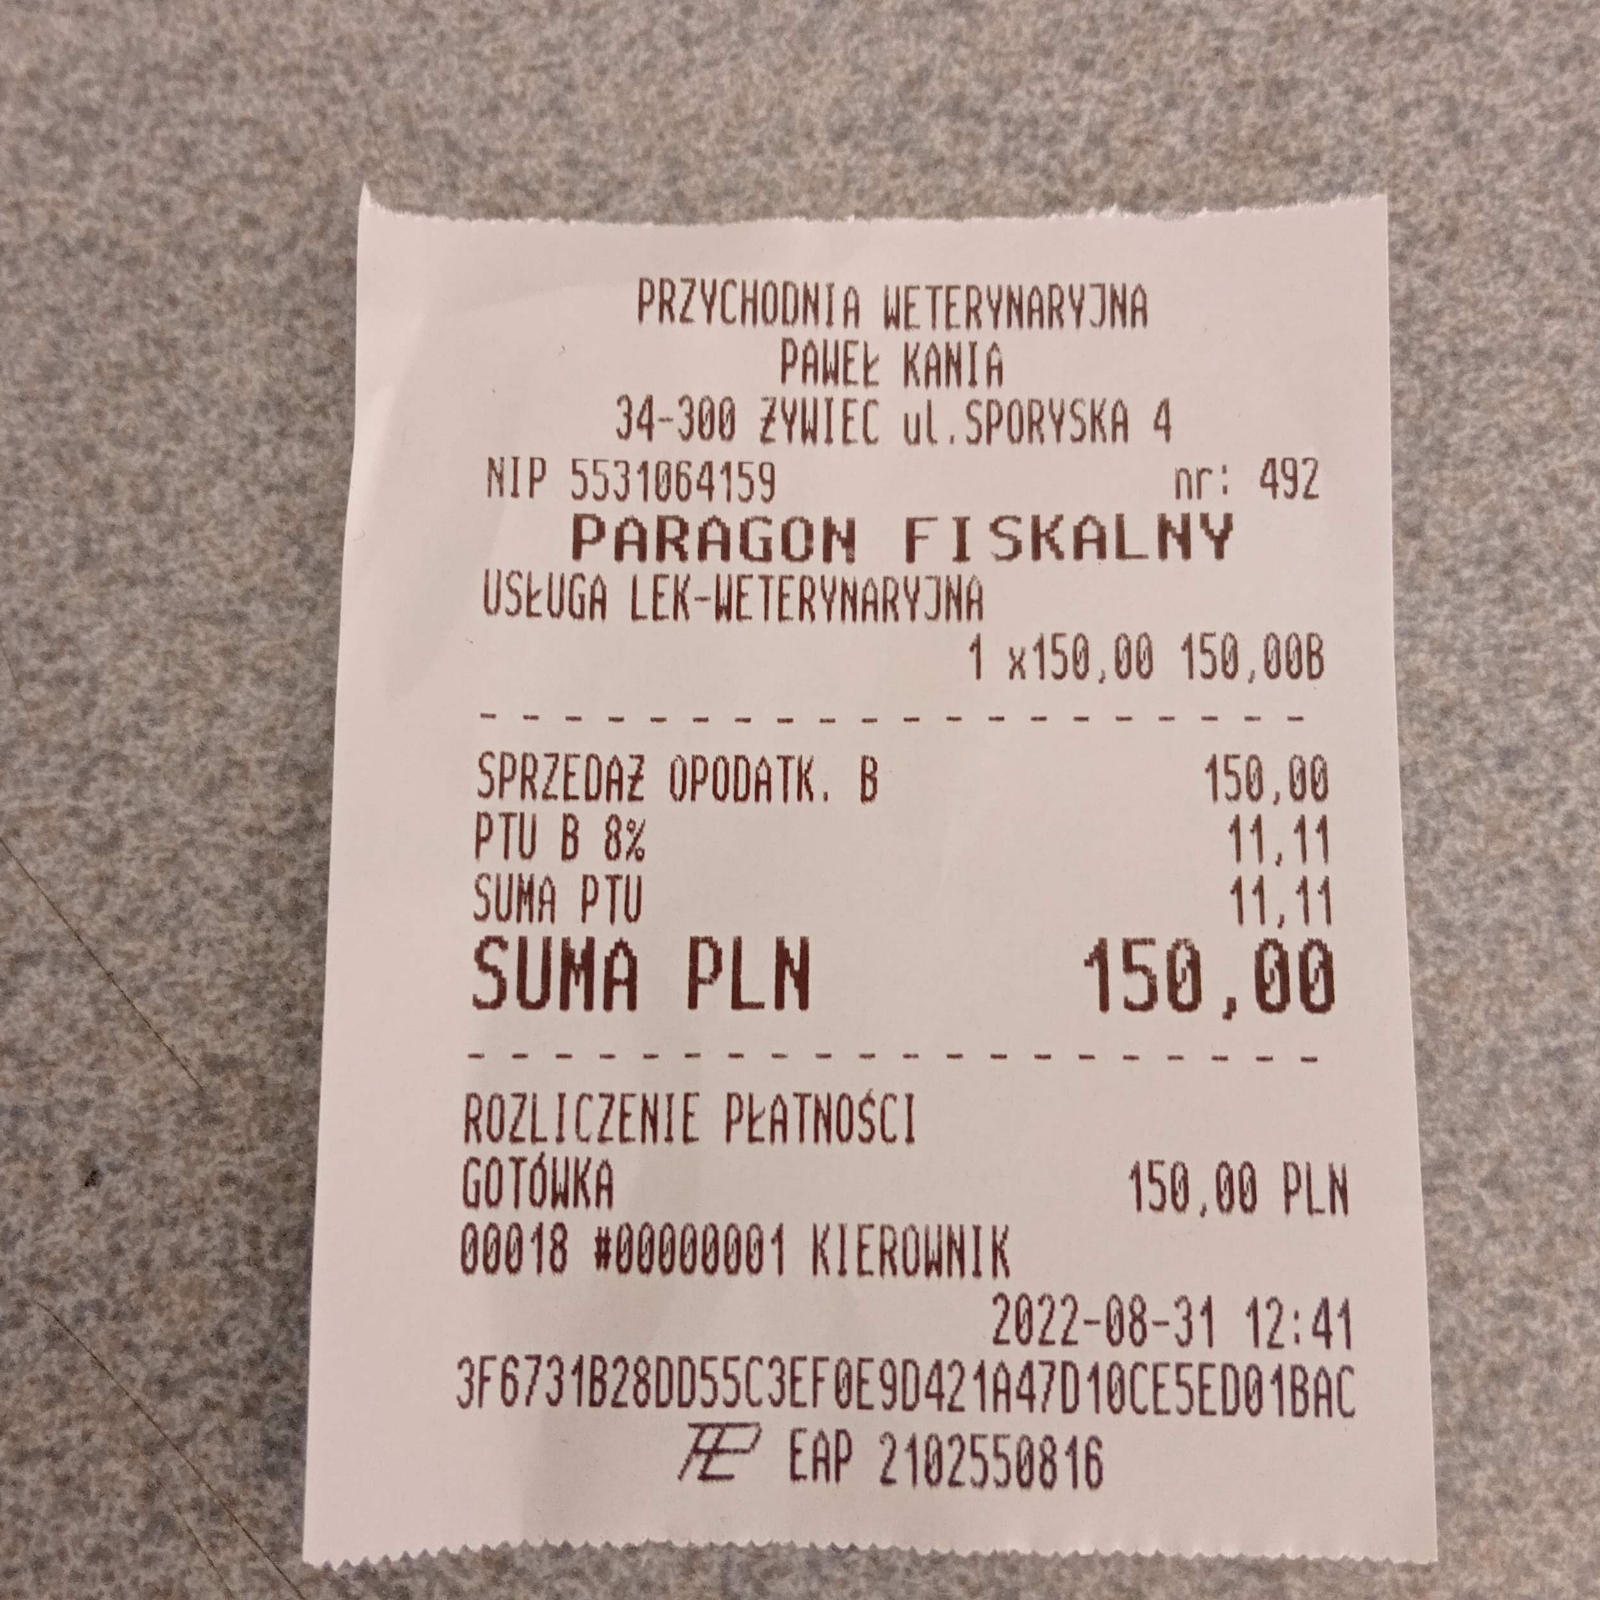 PRZYCHODNIA WETERYNARYJNA
PAWEŁ KANIA
34-300 ŻYWIEC ul.SPORYSKA 4
NIP 5531064159 nr: 492
PARAGON FISKALNY
USŁUGA LEK-WETERYNARYJNA
1 x150,00 150,00B
SPRZEDAŻ OPODATK. B 150,00
PTU B 8% 11,11
SUMA PTU 11,11
SUMA PLN 150,00
ROZLICZENIE PŁATNOŚCI
GOTÓWKA 150,00 PLN
00018 #00000001 KIEROWNIK
2022-08-31 12:41
3F6731B28DD55C3EF0E9D421A47D10CE5ED01BAC
EAP 2102550816